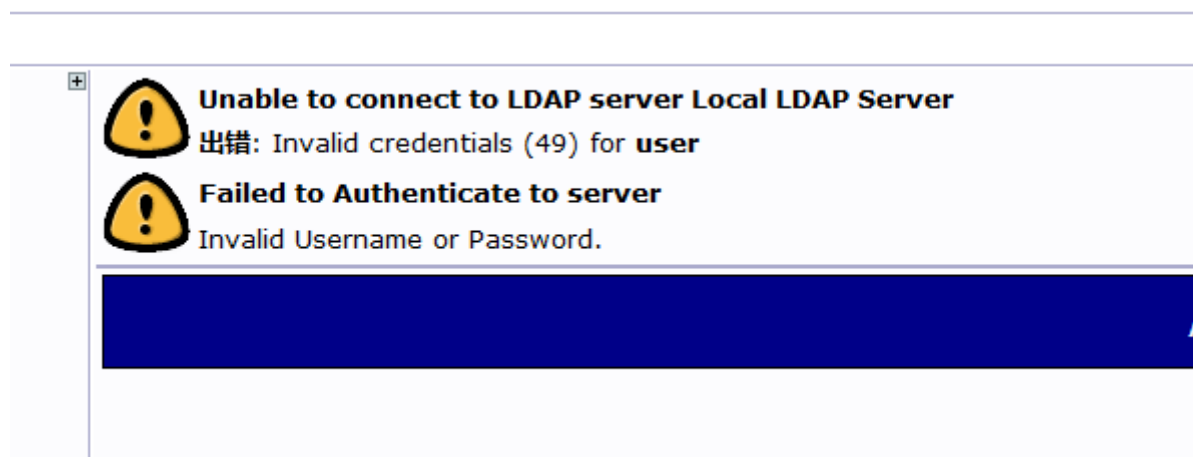 Unable to connect to LDAP server Local LDAP Server
出错: Invalid credentials (49) for user
Failed to Authenticate to server
Invalid Username or Password.